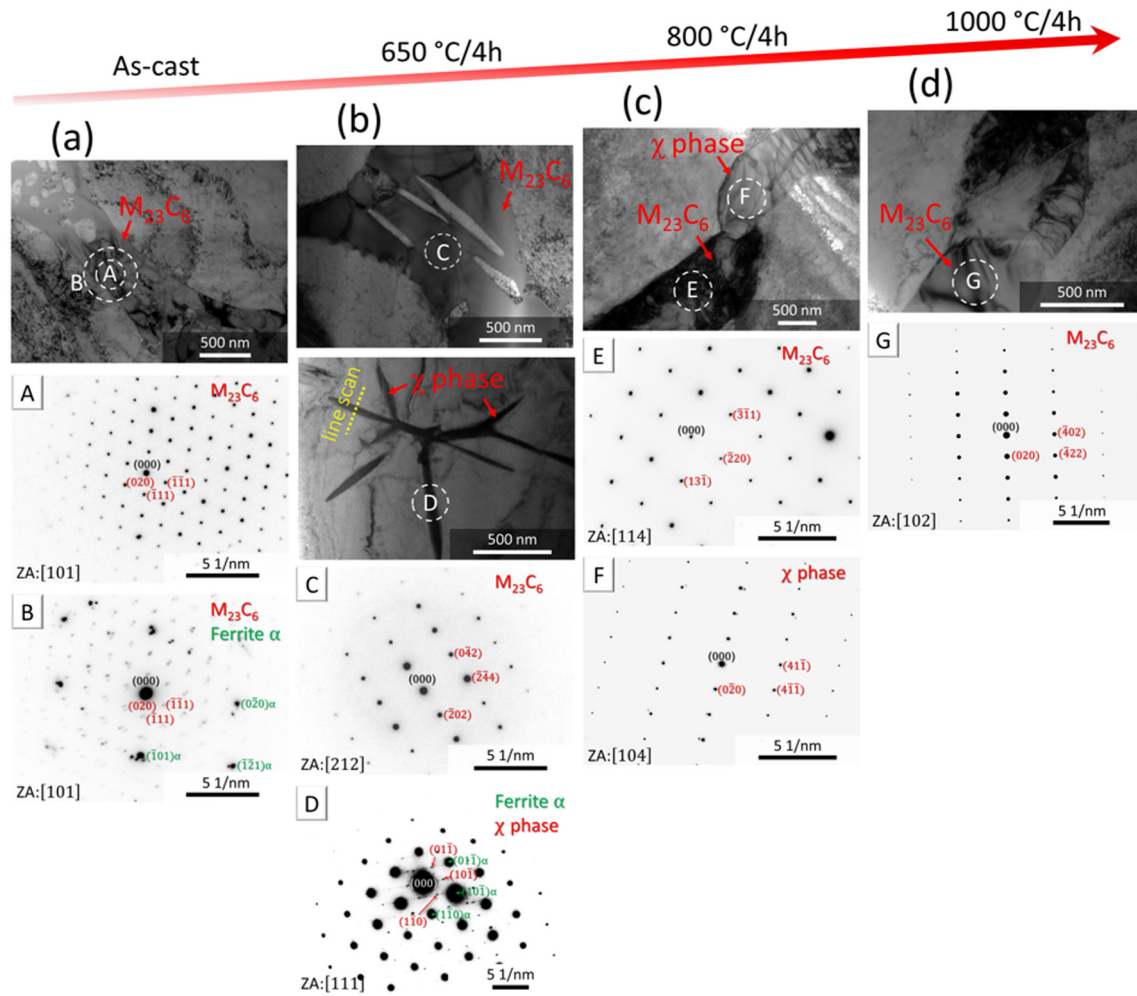 As-cast
650 °C/4h
800 °C/4h
1000 °C/4h
(a)
M₂₃C₆
B
A
500 nm
A
M₂₃C₆
(000)
(020)
(1̄1̄1)
(1̄11)
ZA:[101]
5 1/nm
B
M₂₃C₆
Ferrite α
(000)
(020)
(1̄1̄1)
(1̄11)
(02̄0)α
(1̄01)α
(1̄2̄1)α
ZA:[101]
5 1/nm
(b)
M₂₃C₆
C
500 nm
χ phase
line scan
D
500 nm
C
M₂₃C₆
(04̄2)
(2̄4̄4)
(000)
(2̄02)
ZA:[212]
5 1/nm
D
Ferrite α
χ phase
(011̄)
(011̄)α
(000)
(101̄)
(101̄)α
(11̄0)
(11̄0)α
ZA:[111]
5 1/nm
(c)
χ phase
F
M₂₃C₆
E
500 nm
E
M₂₃C₆
(3̄1̄1)
(000)
(2̄20)
(131̄)
ZA:[114]
5 1/nm
F
χ phase
(000)
(411̄)
(02̄0)
(41̄1̄)
ZA:[104]
5 1/nm
(d)
M₂₃C₆
G
500 nm
G
M₂₃C₆
(000)
(4̄02)
(020)
(4̄22)
ZA:[102]
5 1/nm